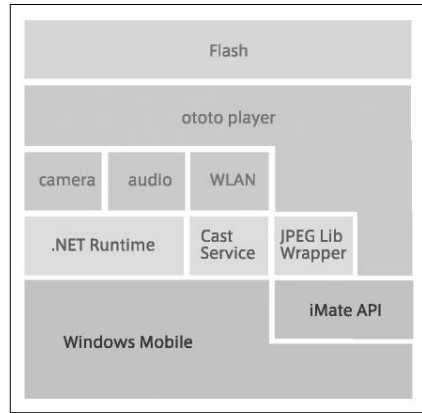 Flash
ototo player
camera
audio
WLAN
.NET Runtime
Cast
Service
JPEG Lib
Wrapper
iMate API
Windows Mobile